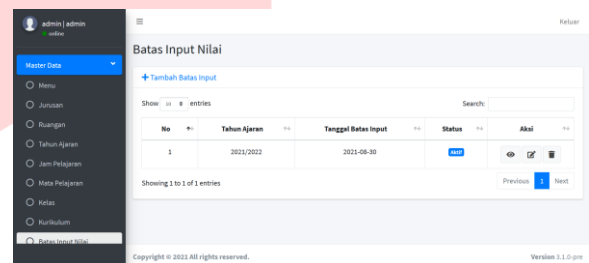 admin | admin
online
Keluar
Master Data
Menu
Jurusan
Ruangan
Tahun Ajaran
Jam Pelajaran
Mata Pelajaran
Kelas
Kurikulum
Batas Input Nilai
Batas Input Nilai
Tambah Batas Input
Show 10 entries Search:
No Tahun Ajaran Tanggal Batas Input Status Aksi
1 2021/2022 2021-08-30 Aktif
Showing 1 to 1 of 1 entries
Previous 1 Next
Copyright © 2021 All rights reserved. Version 3.1.0-pre